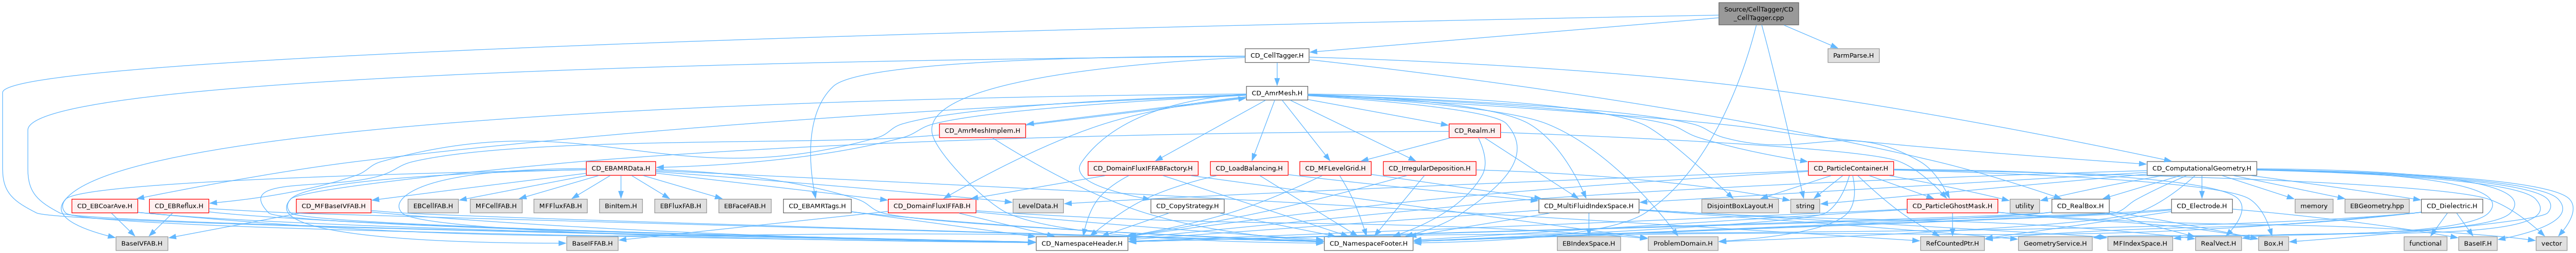 Source/CellTagger/CD
_CellTagger.cpp
CD_CellTagger.H
ParmParse.H
CD_AmrMesh.H
CD_AmrMeshImplem.H
CD_Realm.H
CD_EBAMRData.H
CD_DomainFluxIFFABFactory.H
CD_LoadBalancing.H
CD_MFLevelGrid.H
CD_IrregularDeposition.H
CD_ParticleContainer.H
CD_ComputationalGeometry.H
CD_EBCoarAve.H
CD_EBReflux.H
CD_MFBaseIVFAB.H
EBCellFAB.H
MFCellFAB.H
MFFluxFAB.H
BinItem.H
EBFluxFAB.H
EBFaceFAB.H
CD_EBAMRTags.H
CD_DomainFluxIFFAB.H
LevelData.H
CD_CopyStrategy.H
CD_MultiFluidIndexSpace.H
DisjointBoxLayout.H
string
CD_ParticleGhostMask.H
utility
CD_RealBox.H
CD_Electrode.H
memory
EBGeometry.hpp
CD_Dielectric.H
BaseIVFAB.H
BaseIFFAB.H
CD_NamespaceHeader.H
CD_NamespaceFooter.H
EBIndexSpace.H
ProblemDomain.H
RefCountedPtr.H
GeometryService.H
MFIndexSpace.H
RealVect.H
Box.H
functional
BaseIF.H
vector